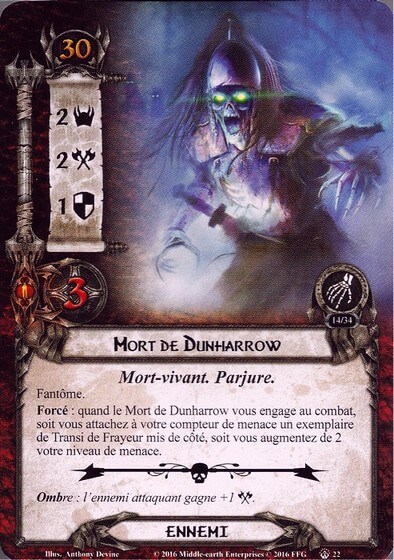 30
2
2
1
3
14/34
Mort de Dunharrow
Mort-vivant. Parjure.
Fantôme.
Forcé : quand le Mort de Dunharrow vous engage au combat,
soit vous attachez à votre compteur de menace un exemplaire
de Transi de Frayeur mis de côté, soit vous augmentez de 2
votre niveau de menace.
Ombre : l'ennemi attaquant gagne +1
ENNEMI
Illus. Anthony Devine © 2016 Middle-earth Enterprises © 2016 FFG 22